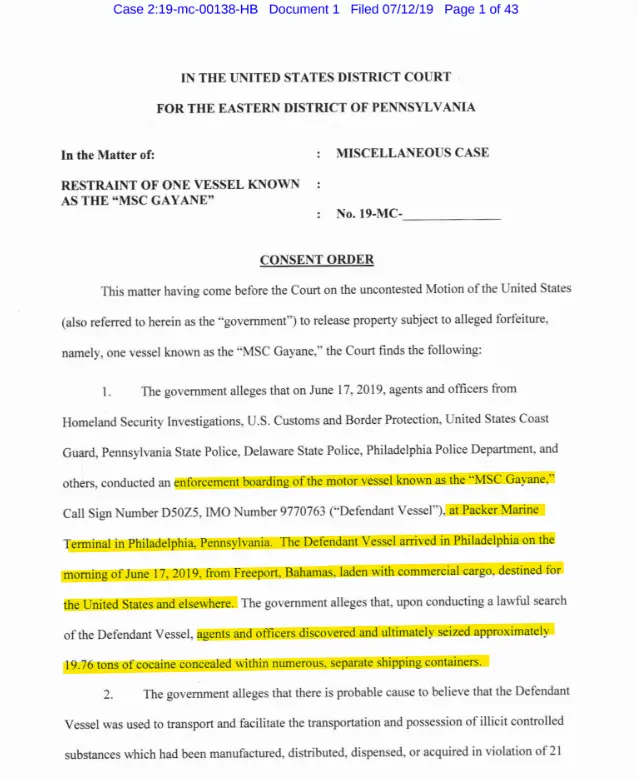 Case 2:19-mc-00138-HB Document 1 Filed 07/12/19 Page 1 of 43
IN THE UNITED STATES DISTRICT COURT
FOR THE EASTERN DISTRICT OF PENNSYLVANIA
In the Matter of: : MISCELLANEOUS CASE
RESTRAINT OF ONE VESSEL KNOWN :
AS THE “MSC GAYANE”
: No. 19-MC-_______________
CONSENT ORDER
This matter having come before the Court on the uncontested Motion of the United States
(also referred to herein as the “government”) to release property subject to alleged forfeiture,
namely, one vessel known as the “MSC Gayane,” the Court finds the following:
1. The government alleges that on June 17, 2019, agents and officers from
Homeland Security Investigations, U.S. Customs and Border Protection, United States Coast
Guard, Pennsylvania State Police, Delaware State Police, Philadelphia Police Department, and
others, conducted an enforcement boarding of the motor vessel known as the “MSC Gayane,”
Call Sign Number D50Z5, IMO Number 9770763 (“Defendant Vessel”), at Packer Marine
Terminal in Philadelphia, Pennsylvania. The Defendant Vessel arrived in Philadelphia on the
morning of June 17, 2019, from Freeport, Bahamas, laden with commercial cargo, destined for
the United States and elsewhere. The government alleges that, upon conducting a lawful search
of the Defendant Vessel, agents and officers discovered and ultimately seized approximately
19.76 tons of cocaine concealed within numerous, separate shipping containers.
2. The government alleges that there is probable cause to believe that the Defendant
Vessel was used to transport and facilitate the transportation and possession of illicit controlled
substances which had been manufactured, distributed, dispensed, or acquired in violation of 21